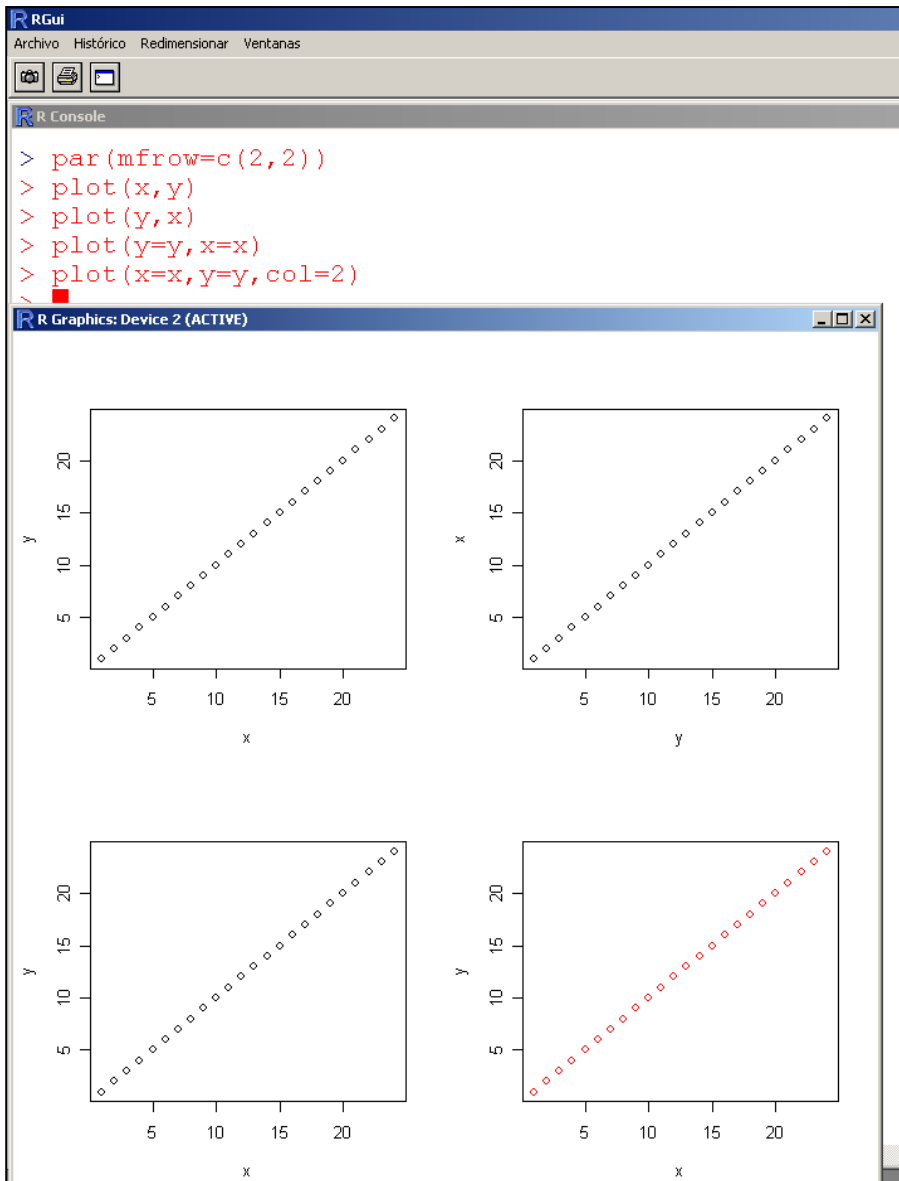 RGui
Archivo Histórico Redimensionar Ventanas
R Console
> par(mfrow=c(2,2))
> plot(x,y)
> plot(y,x)
> plot(y=y,x=x)
> plot(x=x,y=y,col=2)
>
R Graphics: Device 2 (ACTIVE)
y
20
15
10
5
5 10 15 20
x
x
20
15
10
5
5 10 15 20
y
y
20
15
10
5
5 10 15 20
x
y
20
15
10
5
5 10 15 20
x